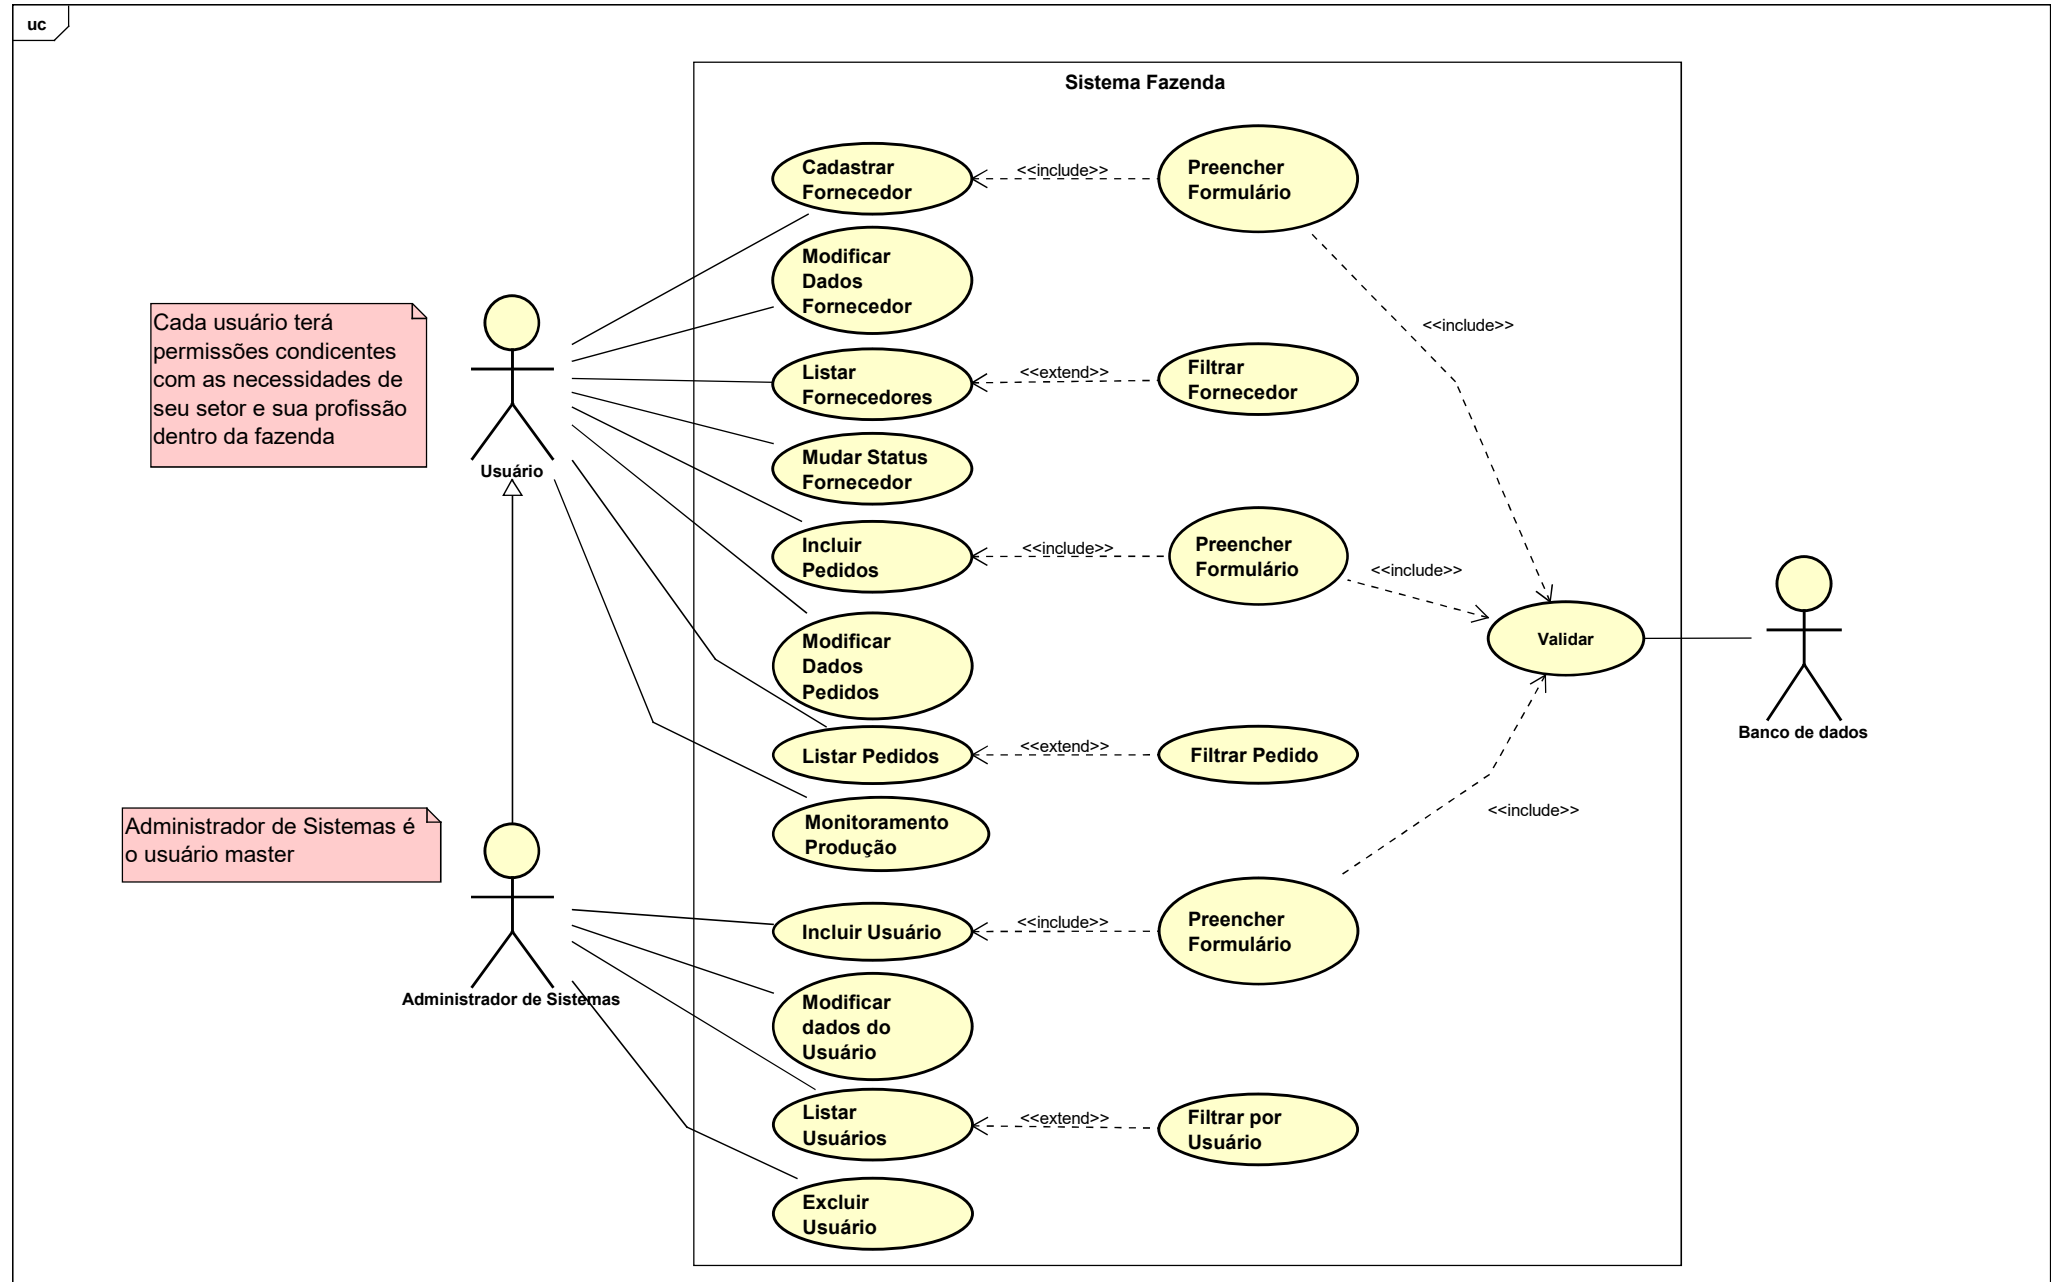 uc
Sistema Fazenda
Cadastrar
Fornecedor
<<include>>
Preencher
Formulário
Modificar
Dados
Fornecedor
<<include>>
Cada usuário terá
permissões condicentes
com as necessidades de
seu setor e sua profissão
dentro da fazenda
Usuário
Listar
Fornecedores
<<extend>>
Filtrar
Fornecedor
Mudar Status
Fornecedor
Incluir
Pedidos
<<include>>
Preencher
Formulário
<<include>>
Validar
Banco de dados
Modificar
Dados
Pedidos
Listar Pedidos
<<extend>>
Filtrar Pedido
Monitoramento
Produção
<<include>>
Administrador de Sistemas é
o usuário master
Administrador de Sistemas
Incluir Usuário
<<include>>
Preencher
Formulário
Modificar
dados do
Usuário
Listar
Usuários
<<extend>>
Filtrar por
Usuário
Excluir
Usuário